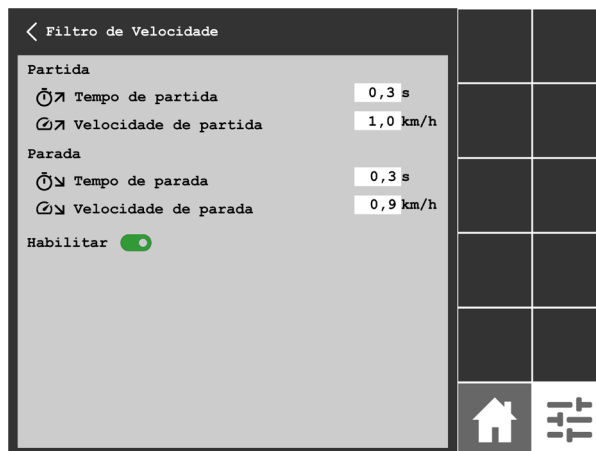 Filtro de Velocidade
Partida
Tempo de partida 0,3 s
Velocidade de partida 1,0 km/h
Parada
Tempo de parada 0,3 s
Velocidade de parada 0,9 km/h
Habilitar